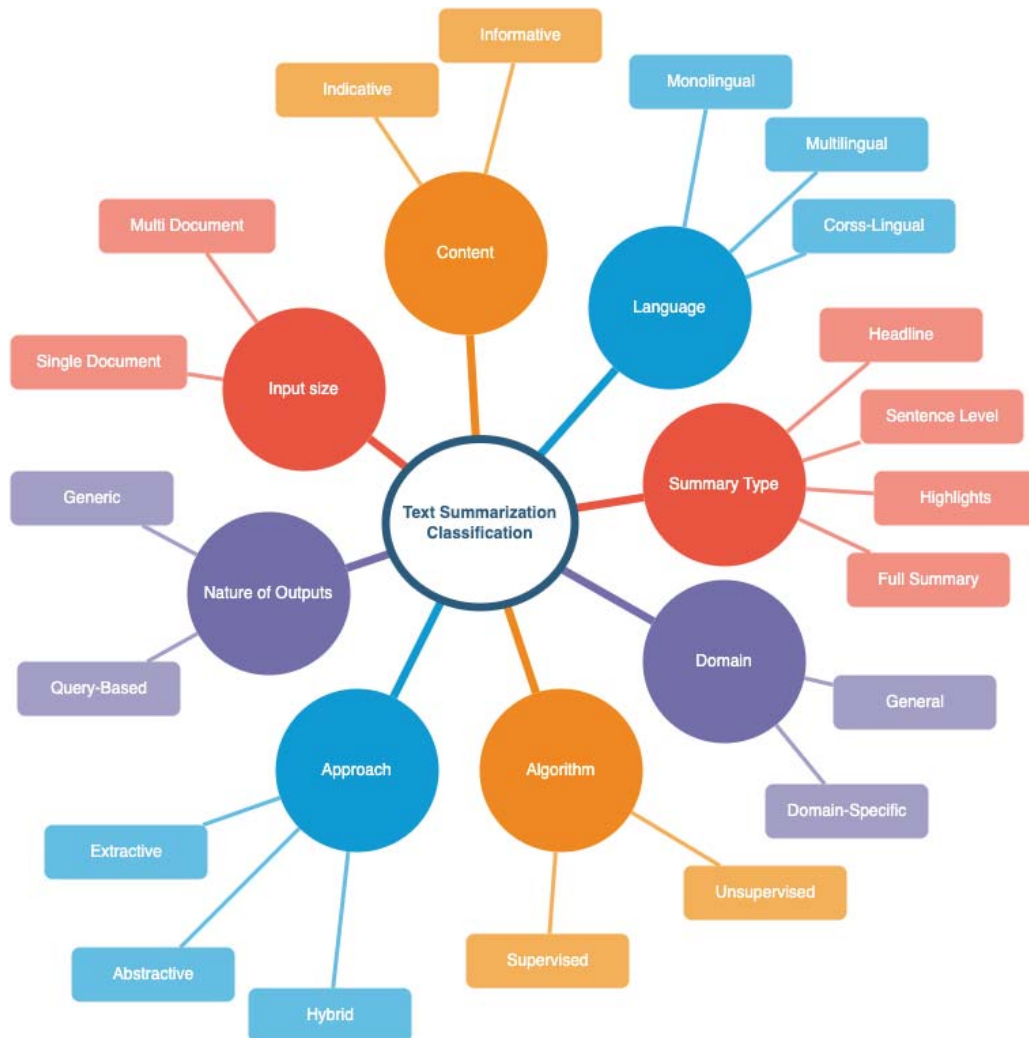 Informative
Indicative
Monolingual
Multilingual
Corss-Lingual
Multi Document
Content
Language
Headline
Single Document
Input size
Sentence Level
Summary Type
Highlights
Generic
Text Summarization
Classification
Full Summary
Nature of Outputs
Domain
Query-Based
General
Approach
Algorithm
Domain-Specific
Extractive
Unsupervised
Abstractive
Supervised
Hybrid